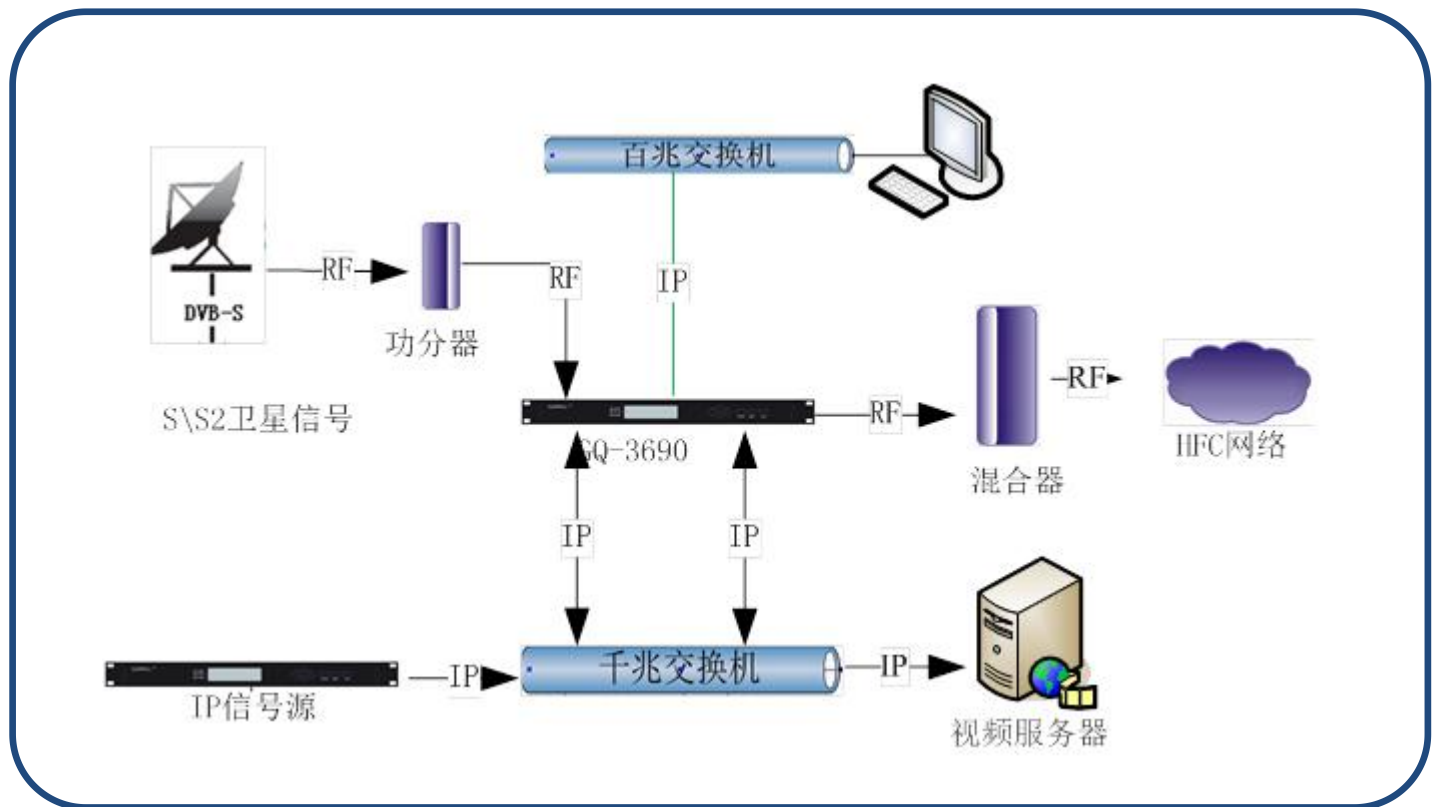 百兆交换机
DVB-S
RF
RF
IP
功分器
S\S2卫星信号
GQ-3690
RF
RF
混合器
HFC网络
IP
IP
千兆交换机
IP
IP
IP信号源
视频服务器